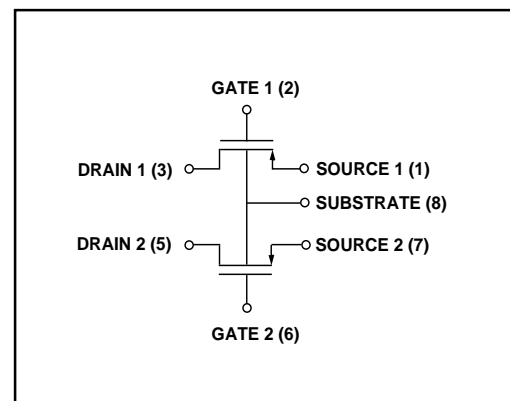 GATE 1 (2)
DRAIN 1 (3)
SOURCE 1 (1)
SUBSTRATE (8)
DRAIN 2 (5)
SOURCE 2 (7)
GATE 2 (6)